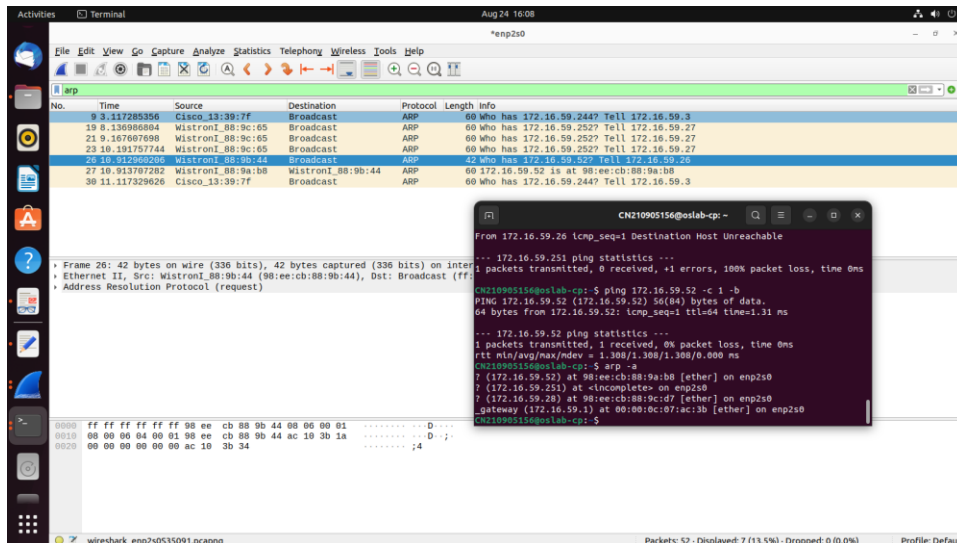 Activities
Terminal
Aug 24 16:08
*enp2s0
File Edit View Go Capture Analyze Statistics Telephony Wireless Tools Help
arp
No. Time Source Destination Protocol Length Info
9 3.117285356 Cisco_13:39:7f Broadcast ARP 60 Who has 172.16.59.244? Tell 172.16.59.3
19 8.136986804 WistronI_88:9c:65 Broadcast ARP 60 Who has 172.16.59.252? Tell 172.16.59.27
21 9.167607698 WistronI_88:9c:65 Broadcast ARP 60 Who has 172.16.59.252? Tell 172.16.59.27
23 10.191757744 WistronI_88:9c:65 Broadcast ARP 60 Who has 172.16.59.252? Tell 172.16.59.27
26 10.912960206 WistronI_88:9b:44 Broadcast ARP 42 Who has 172.16.59.52? Tell 172.16.59.26
27 10.913707282 WistronI_88:9a:b8 WistronI_88:9b:44 ARP 60 172.16.59.52 is at 98:ee:cb:88:9a:b8
30 11.117329626 Cisco_13:39:7f Broadcast ARP 60 Who has 172.16.59.244? Tell 172.16.59.3
Frame 26: 42 bytes on wire (336 bits), 42 bytes captured (336 bits) on inter
Ethernet II, Src: WistronI_88:9b:44 (98:ee:cb:88:9b:44), Dst: Broadcast (ff:
Address Resolution Protocol (request)
CN210905156@oslab-cp: ~
From 172.16.59.26 icmp_seq=1 Destination Host Unreachable
--- 172.16.59.251 ping statistics ---
1 packets transmitted, 0 received, +1 errors, 100% packet loss, time 0ms
CN210905156@oslab-cp:~$ ping 172.16.59.52 -c 1 -b
PING 172.16.59.52 (172.16.59.52) 56(84) bytes of data.
64 bytes from 172.16.59.52: icmp_seq=1 ttl=64 time=1.31 ms
--- 172.16.59.52 ping statistics ---
1 packets transmitted, 1 received, 0% packet loss, time 0ms
rtt min/avg/max/mdev = 1.308/1.308/1.308/0.000 ms
CN210905156@oslab-cp:~$ arp -a
? (172.16.59.52) at 98:ee:cb:88:9a:b8 [ether] on enp2s0
? (172.16.59.251) at <incomplete> on enp2s0
? (172.16.59.28) at 98:ee:cb:88:9c:d7 [ether] on enp2s0
_gateway (172.16.59.1) at 00:00:0c:07:ac:3b [ether] on enp2s0
CN210905156@oslab-cp:~$
0000 ff ff ff ff ff ff 98 ee cb 88 9b 44 08 06 00 01 ········ ···D····
0010 08 00 06 04 00 01 98 ee cb 88 9b 44 ac 10 3b 1a ········ ···D··;·
0020 00 00 00 00 00 00 ac 10 3b 34 ········ ;4
wireshark_enp2s0535091.pcapng
Packets: 52 · Displayed: 7 (13.5%) · Dropped: 0 (0.0%)
Profile: Defau